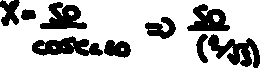 X = 50/cosec 60 => 50/(2/√3)